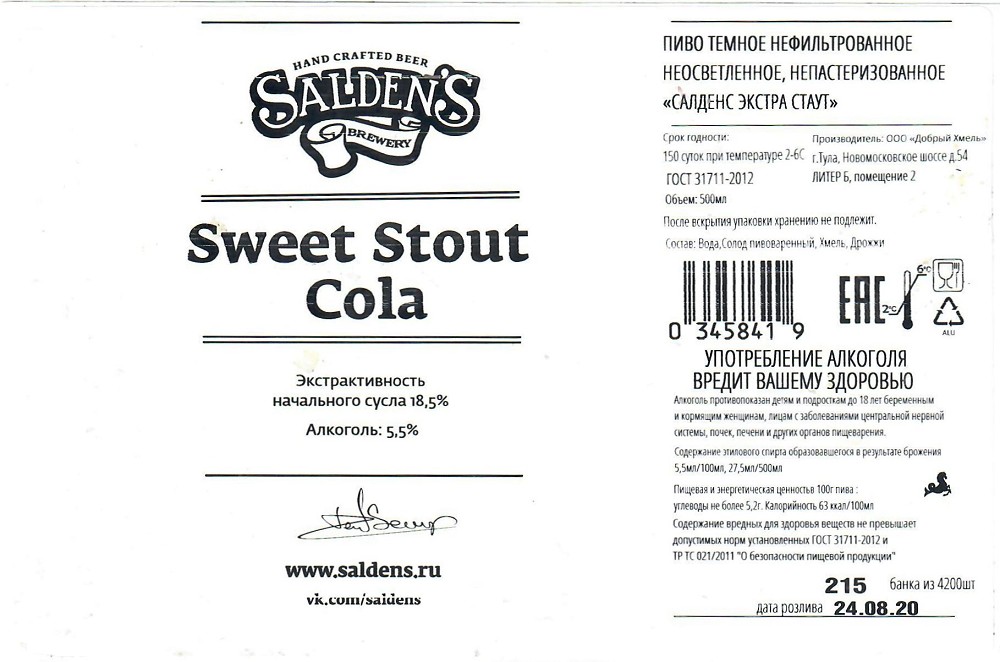 HAND CRAFTED BEER
SALDEN'S
BREWERY
Sweet Stout
Cola
Экстрактивность
начального сусла 18,5%
Алкоголь: 5,5%
www.saldens.ru
vk.com/saldens
ПИВО ТЕМНОЕ НЕФИЛЬТРОВАННОЕ
НЕОСВЕТЛЕННОЕ, НЕПАСТЕРИЗОВАННОЕ
«САЛДЕНС ЭКСТРА СТАУТ»
Срок годности:
150 суток при температуре 2-6С
ГОСТ 31711-2012
Объем: 500мл
Производитель: ООО «Добрый Хмель»
г.Тула, Новомосковское шоссе д.54
ЛИТЕР Б, помещение 2
После вскрытия упаковки хранению не подлежит.
Состав: Вода,Солод пивоваренный, Хмель, Дрожжи
0 345841 9
EAC
6°C
2°C
ALU
УПОТРЕБЛЕНИЕ АЛКОГОЛЯ
ВРЕДИТ ВАШЕМУ ЗДОРОВЬЮ
Алкоголь противопоказан детям и подросткам до 18 лет беременным
и кормящим женщинам, лицам с заболеваниями центральной нервной
системы, почек, печени и других органов пищеварения.
Содержание этилового спирта образовавшегося в результате брожения
5,5мл/100мл, 27,5мл/500мл
Пищевая и энергетическая ценностьв 100г пива :
углеводы не более 5,2г. Калорийность 63 ккал/100мл
Содержание вредных для здоровья веществ не превышает
допустимых норм установленных ГОСТ 31711-2012 и
ТР ТС 021/2011 "О безопасности пищевой продукции"
215 банка из 4200шт
дата розлива 24.08.20